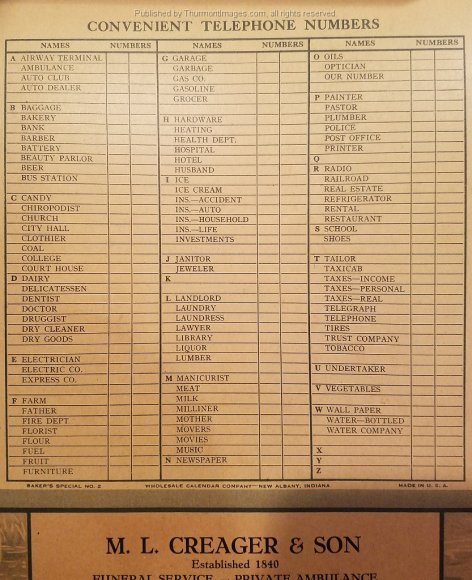 Published by ThurmontImages.com, all rights reserved
CONVENIENT TELEPHONE NUMBERS
NAMES NUMBERS
A AIRWAY TERMINAL
AMBULANCE
AUTO CLUB
AUTO DEALER
B BAGGAGE
BAKERY
BANK
BARBER
BATTERY
BEAUTY PARLOR
BEER
BUS STATION
C CANDY
CHIROPODIST
CHURCH
CITY HALL
CLOTHIER
COAL
COLLEGE
COURT HOUSE
D DAIRY
DELICATESSEN
DENTIST
DOCTOR
DRUGGIST
DRY CLEANER
DRY GOODS
E ELECTRICIAN
ELECTRIC CO.
EXPRESS CO.
F FARM
FATHER
FIRE DEPT
FLORIST
FLOUR
FUEL
FRUIT
FURNITURE
NAMES NUMBERS
G GARAGE
GARBAGE
GAS CO.
GASOLINE
GROCER
H HARDWARE
HEATING
HEALTH DEPT.
HOSPITAL
HOTEL
HUSBAND
I ICE
ICE CREAM
INS.—ACCIDENT
INS.—AUTO
INS.—HOUSEHOLD
INS.—LIFE
INVESTMENTS
J JANITOR
JEWELER
K
L LANDLORD
LAUNDRY
LAUNDRESS
LAWYER
LIBRARY
LIQUOR
LUMBER
M MANICURIST
MEAT
MILK
MILLINER
MOTHER
MOVERS
MOVIES
MUSIC
N NEWSPAPER
NAMES NUMBERS
O OILS
OPTICIAN
OUR NUMBER
P PAINTER
PASTOR
PLUMBER
POLICE
POST OFFICE
PRINTER
Q
R RADIO
RAILROAD
REAL ESTATE
REFRIGERATOR
RENTAL
RESTAURANT
S SCHOOL
SHOES
T TAILOR
TAXICAB
TAXES—INCOME
TAXES—PERSONAL
TAXES—REAL
TELEGRAPH
TELEPHONE
TIRES
TRUST COMPANY
TOBACCO
U UNDERTAKER
V VEGETABLES
W WALL PAPER
WATER—BOTTLED
WATER COMPANY
X
Y
Z
BAKER'S SPECIAL NO. 2 WHOLESALE CALENDAR COMPANY—NEW ALBANY, INDIANA MADE IN U. S. A.
M. L. CREAGER & SON
Established 1840
FUNERAL SERVICE PRIVATE AMBULANCE